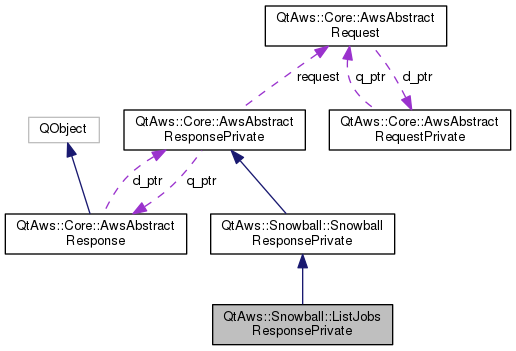 QtAws::Core::AwsAbstract
Request
request
q_ptr
d_ptr
QObject
QtAws::Core::AwsAbstract
ResponsePrivate
QtAws::Core::AwsAbstract
RequestPrivate
d_ptr
q_ptr
QtAws::Core::AwsAbstract
Response
QtAws::Snowball::Snowball
ResponsePrivate
QtAws::Snowball::ListJobs
ResponsePrivate